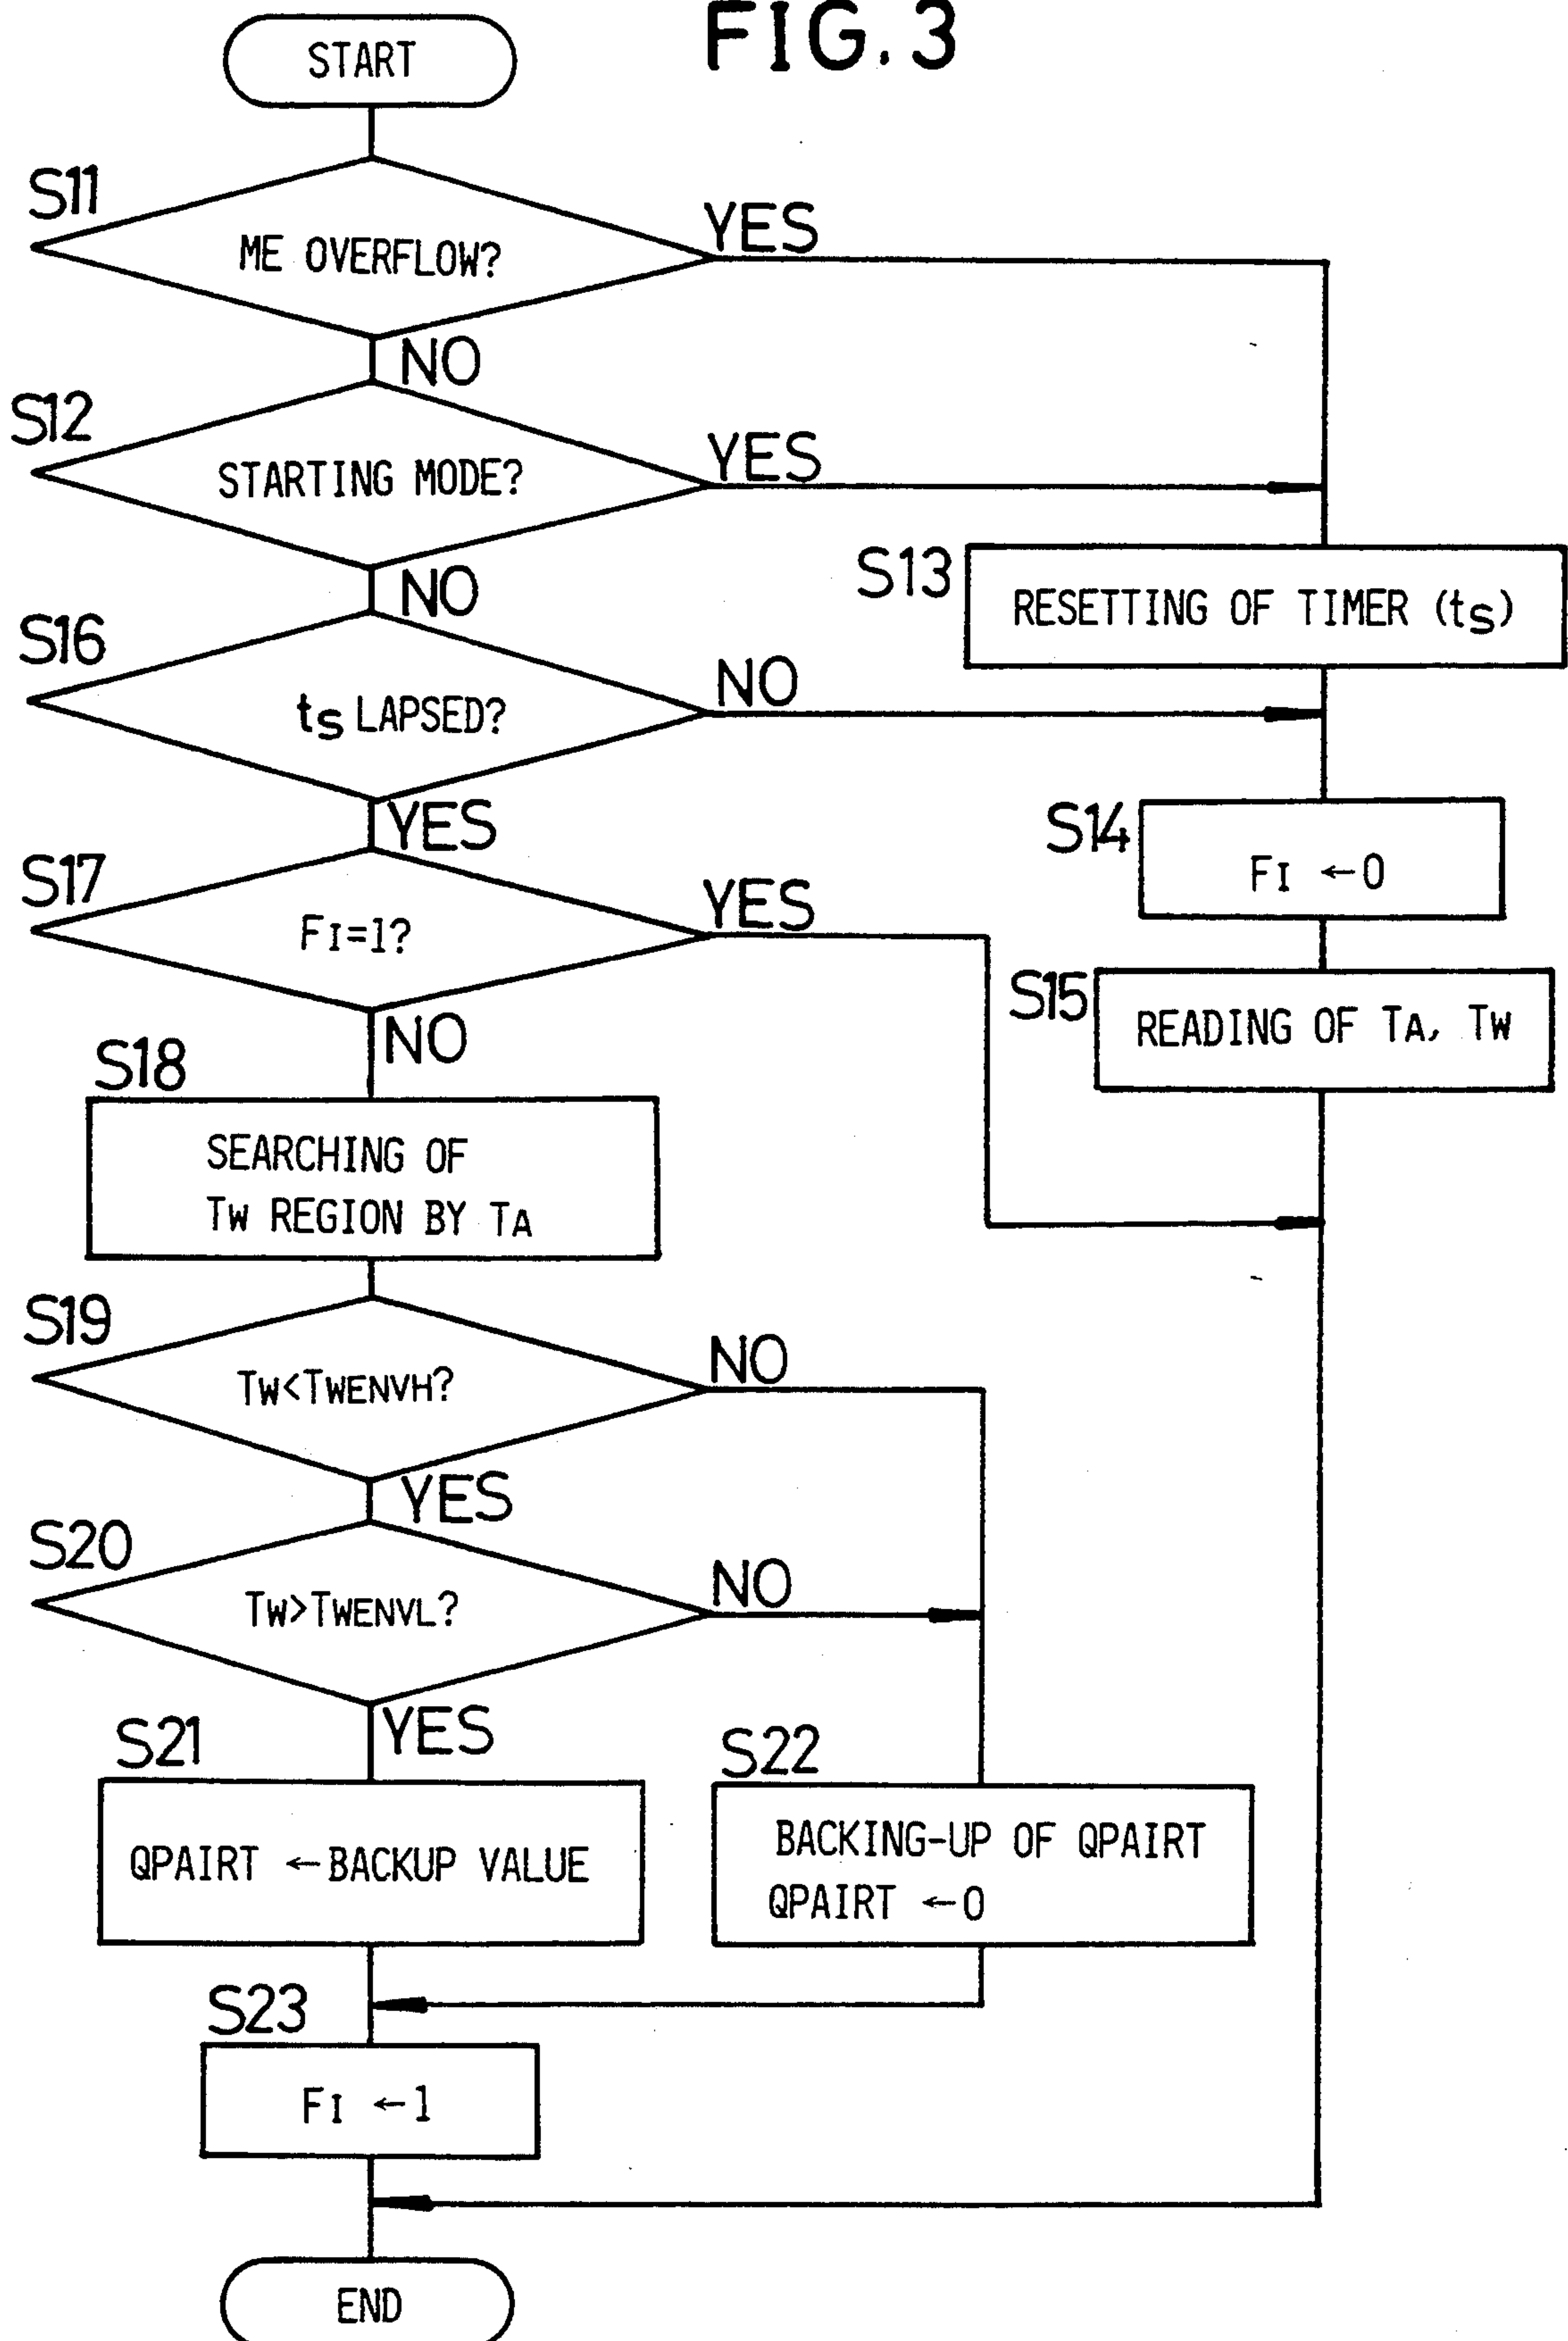 FIG. 3
START
S11
ME OVERFLOW?
YES
NO
S12
STARTING MODE?
YES
NO
S13
RESETTING OF TIMER (ts)
S16
ts LAPSED?
NO
YES
S14
FI ←0
S17
FI=1?
YES
NO
S15
READING OF TA, TW
S18
SEARCHING OF
TW REGION BY TA
S19
TW<TWENVH?
NO
YES
S20
TW>TWENVL?
NO
YES
S21
QPAIRT ←BACKUP VALUE
S22
BACKING-UP OF QPAIRT
QPAIRT ←0
S23
FI ←1
END